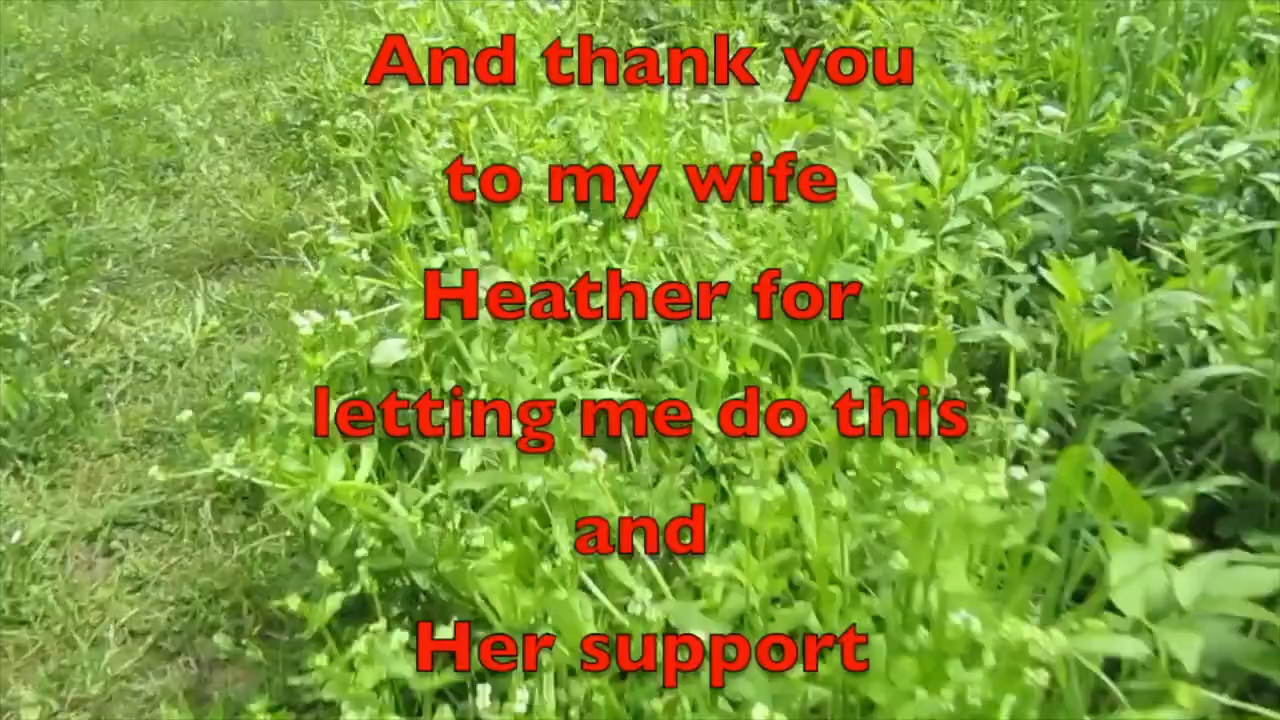 And thank you
to my wife
Heather for
letting me do this
and
Her support